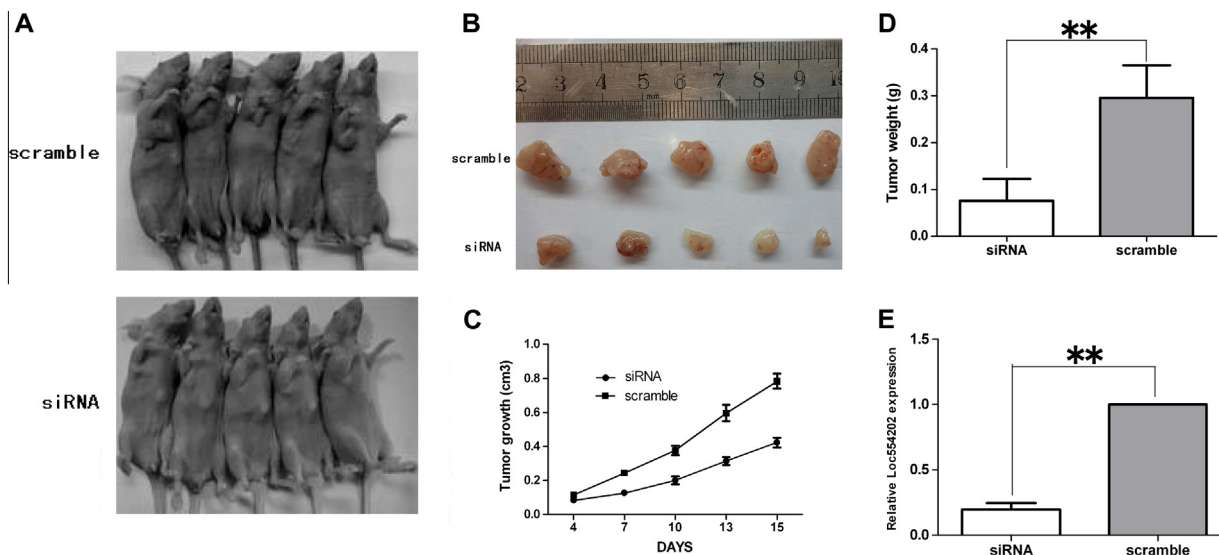 A
scramble
siRNA
B
2 3 4 5 6 7 8 9 10
mm
scramble
siRNA
C
Tumor growth (cm3)
1.0
0.8
0.6
0.4
0.2
0.0
siRNA
scramble
4 7 10 13 15
DAYS
D
**
Tumor weight (g)
0.4
0.3
0.2
0.1
0.0
siRNA scramble
E
**
Relative Loc554202 expression
1.5
1.0
0.5
0.0
siRNA scramble